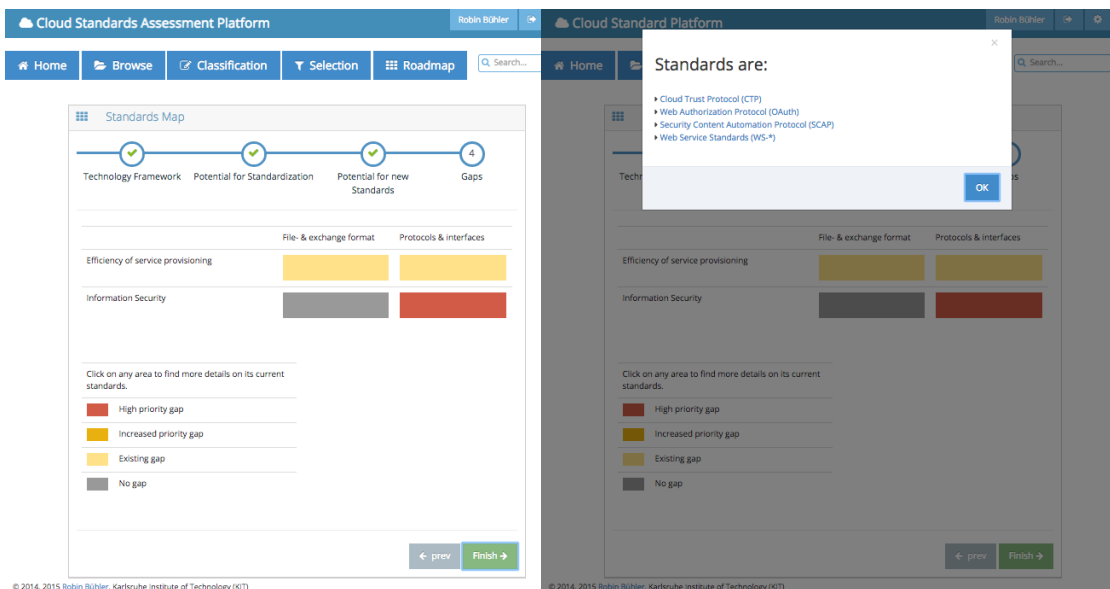 Cloud Standards Assessment Platform
Robin Bühler
Home
Browse
Classification
Selection
Roadmap
Search...
Standards Map
4
Technology Framework
Potential for Standardization
Potential for new
Standards
Gaps
File- & exchange format
Protocols & interfaces
Efficiency of service provisioning
Information Security
Click on any area to find more details on its current
standards.
High priority gap
Increased priority gap
Existing gap
No gap
← prev
Finish →
© 2014, 2015 Robin Bühler, Karlsruhe Institute of Technology (KIT)
Cloud Standard Platform
Robin Bühler
Home
Search...
×
Standards are:
Cloud Trust Protocol (CTP)
Web Authorization Protocol (OAuth)
Security Content Automation Protocol (SCAP)
Web Service Standards (WS-*)
OK
Techn
ps
File- & exchange format
Protocols & interfaces
Efficiency of service provisioning
Information Security
Click on any area to find more details on its current
standards.
High priority gap
Increased priority gap
Existing gap
No gap
← prev
Finish →
© 2014, 2015 Robin Bühler, Karlsruhe Institute of Technology (KIT)